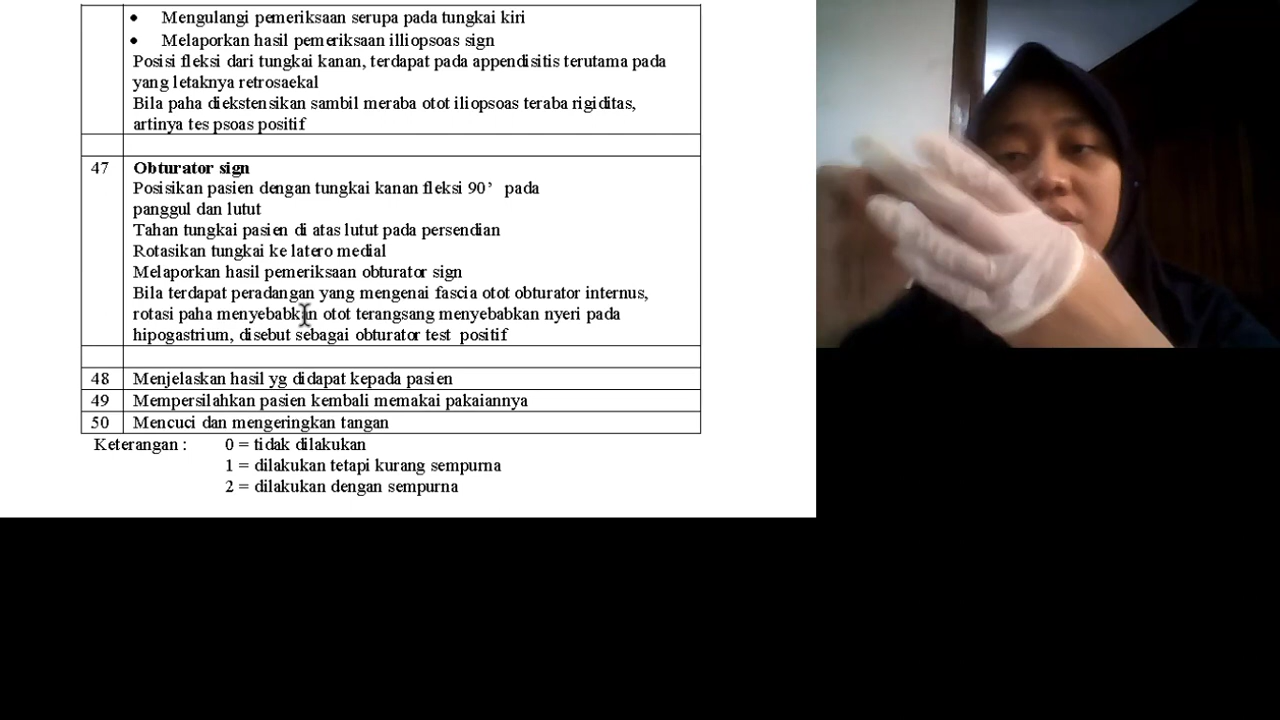 • Mengulangi pemeriksaan serupa pada tungkai kiri
• Melaporkan hasil pemeriksaan illiopsoas sign
Posisi fleksi dari tungkai kanan, terdapat pada appendisitis terutama pada
yang letaknya retrosaekal
Bila paha diekstensikan sambil meraba otot iliopsoas teraba rigiditas,
artinya tes psoas positif
47 Obturator sign
Posisikan pasien dengan tungkai kanan fleksi 90’ pada
panggul dan lutut
Tahan tungkai pasien di atas lutut pada persendian
Rotasikan tungkai ke latero medial
Melaporkan hasil pemeriksaan obturator sign
Bila terdapat peradangan yang mengenai fascia otot obturator internus,
rotasi paha menyebabkan otot terangsang menyebabkan nyeri pada
hipogastrium, disebut sebagai obturator test positif
48 Menjelaskan hasil yg didapat kepada pasien
49 Mempersilahkan pasien kembali memakai pakaiannya
50 Mencuci dan mengeringkan tangan
Keterangan : 0 = tidak dilakukan
1 = dilakukan tetapi kurang sempurna
2 = dilakukan dengan sempurna